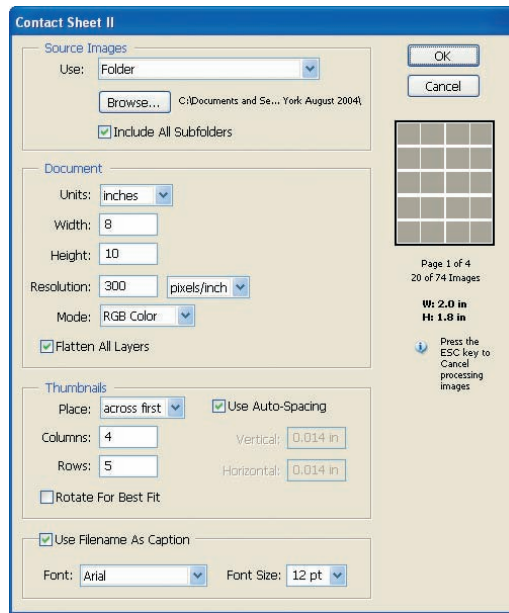 Contact Sheet II
Source Images
Use: Folder
Browse... C:\Documents and Se... York August 2004\
Include All Subfolders
Document
Units: inches
Width: 8
Height: 10
Resolution: 300 pixels/inch
Mode: RGB Color
Flatten All Layers
Thumbnails
Place: across first Use Auto-Spacing
Columns: 4 Vertical: 0.014 in
Rows: 5 Horizontal: 0.014 in
Rotate For Best Fit
Use Filename As Caption
Font: Arial Font Size: 12 pt
OK
Cancel
Page 1 of 4
20 of 74 Images
W: 2.0 in
H: 1.8 in
Press the
ESC key to
Cancel
processing
images